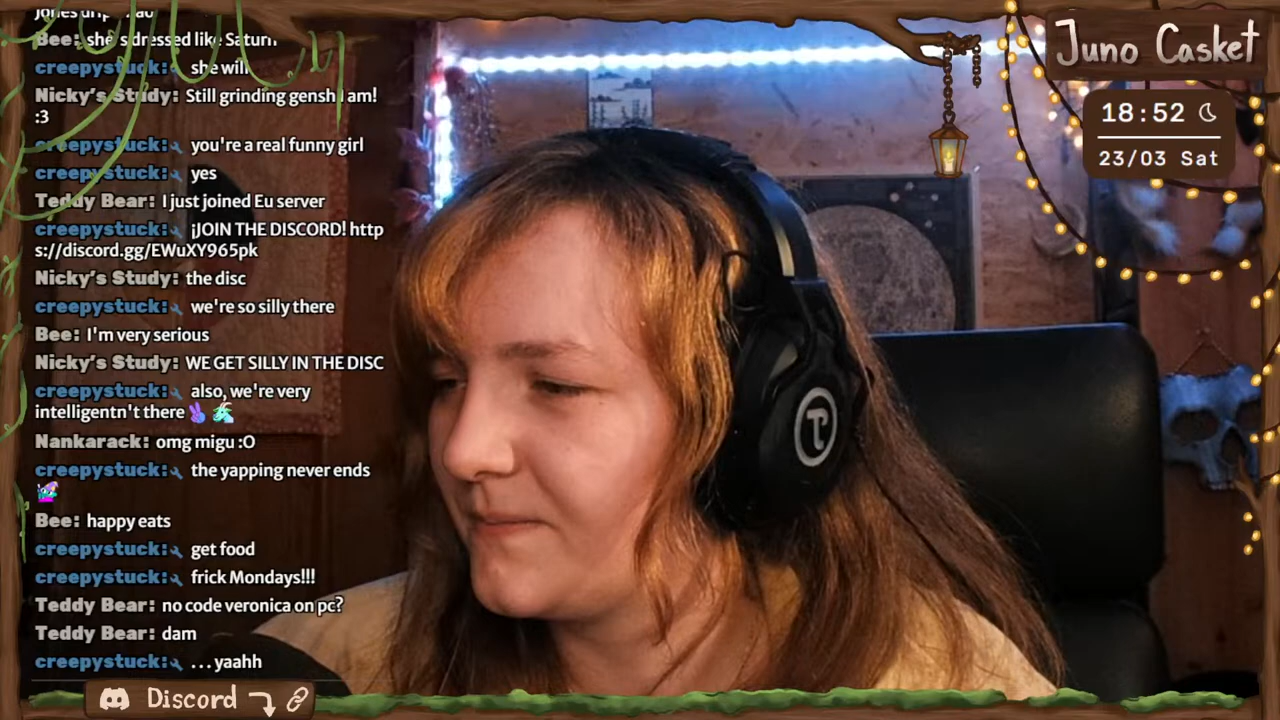 Bee: she's dressed like Saturn
creepystuck: she will
Nicky's Study: Still grinding genshi am!
:3
creepystuck: you're a real funny girl
creepystuck: yes
Teddy Bear: I just joined Eu server
creepystuck: ¡JOIN THE DISCORD! http
s://discord.gg/EWuXY965pk
Nicky's Study: the disc
creepystuck: we're so silly there
Bee: I'm very serious
Nicky's Study: WE GET SILLY IN THE DISC
creepystuck: also, we're very
intelligentn't there
Nankarack: omg migu :O
creepystuck: the yapping never ends
Bee: happy eats
creepystuck: get food
creepystuck: frick Mondays!!!
Teddy Bear: no code veronica on pc?
Teddy Bear: dam
creepystuck: ...yaahh
Discord
Juno Casket
18:52
23/03 Sat